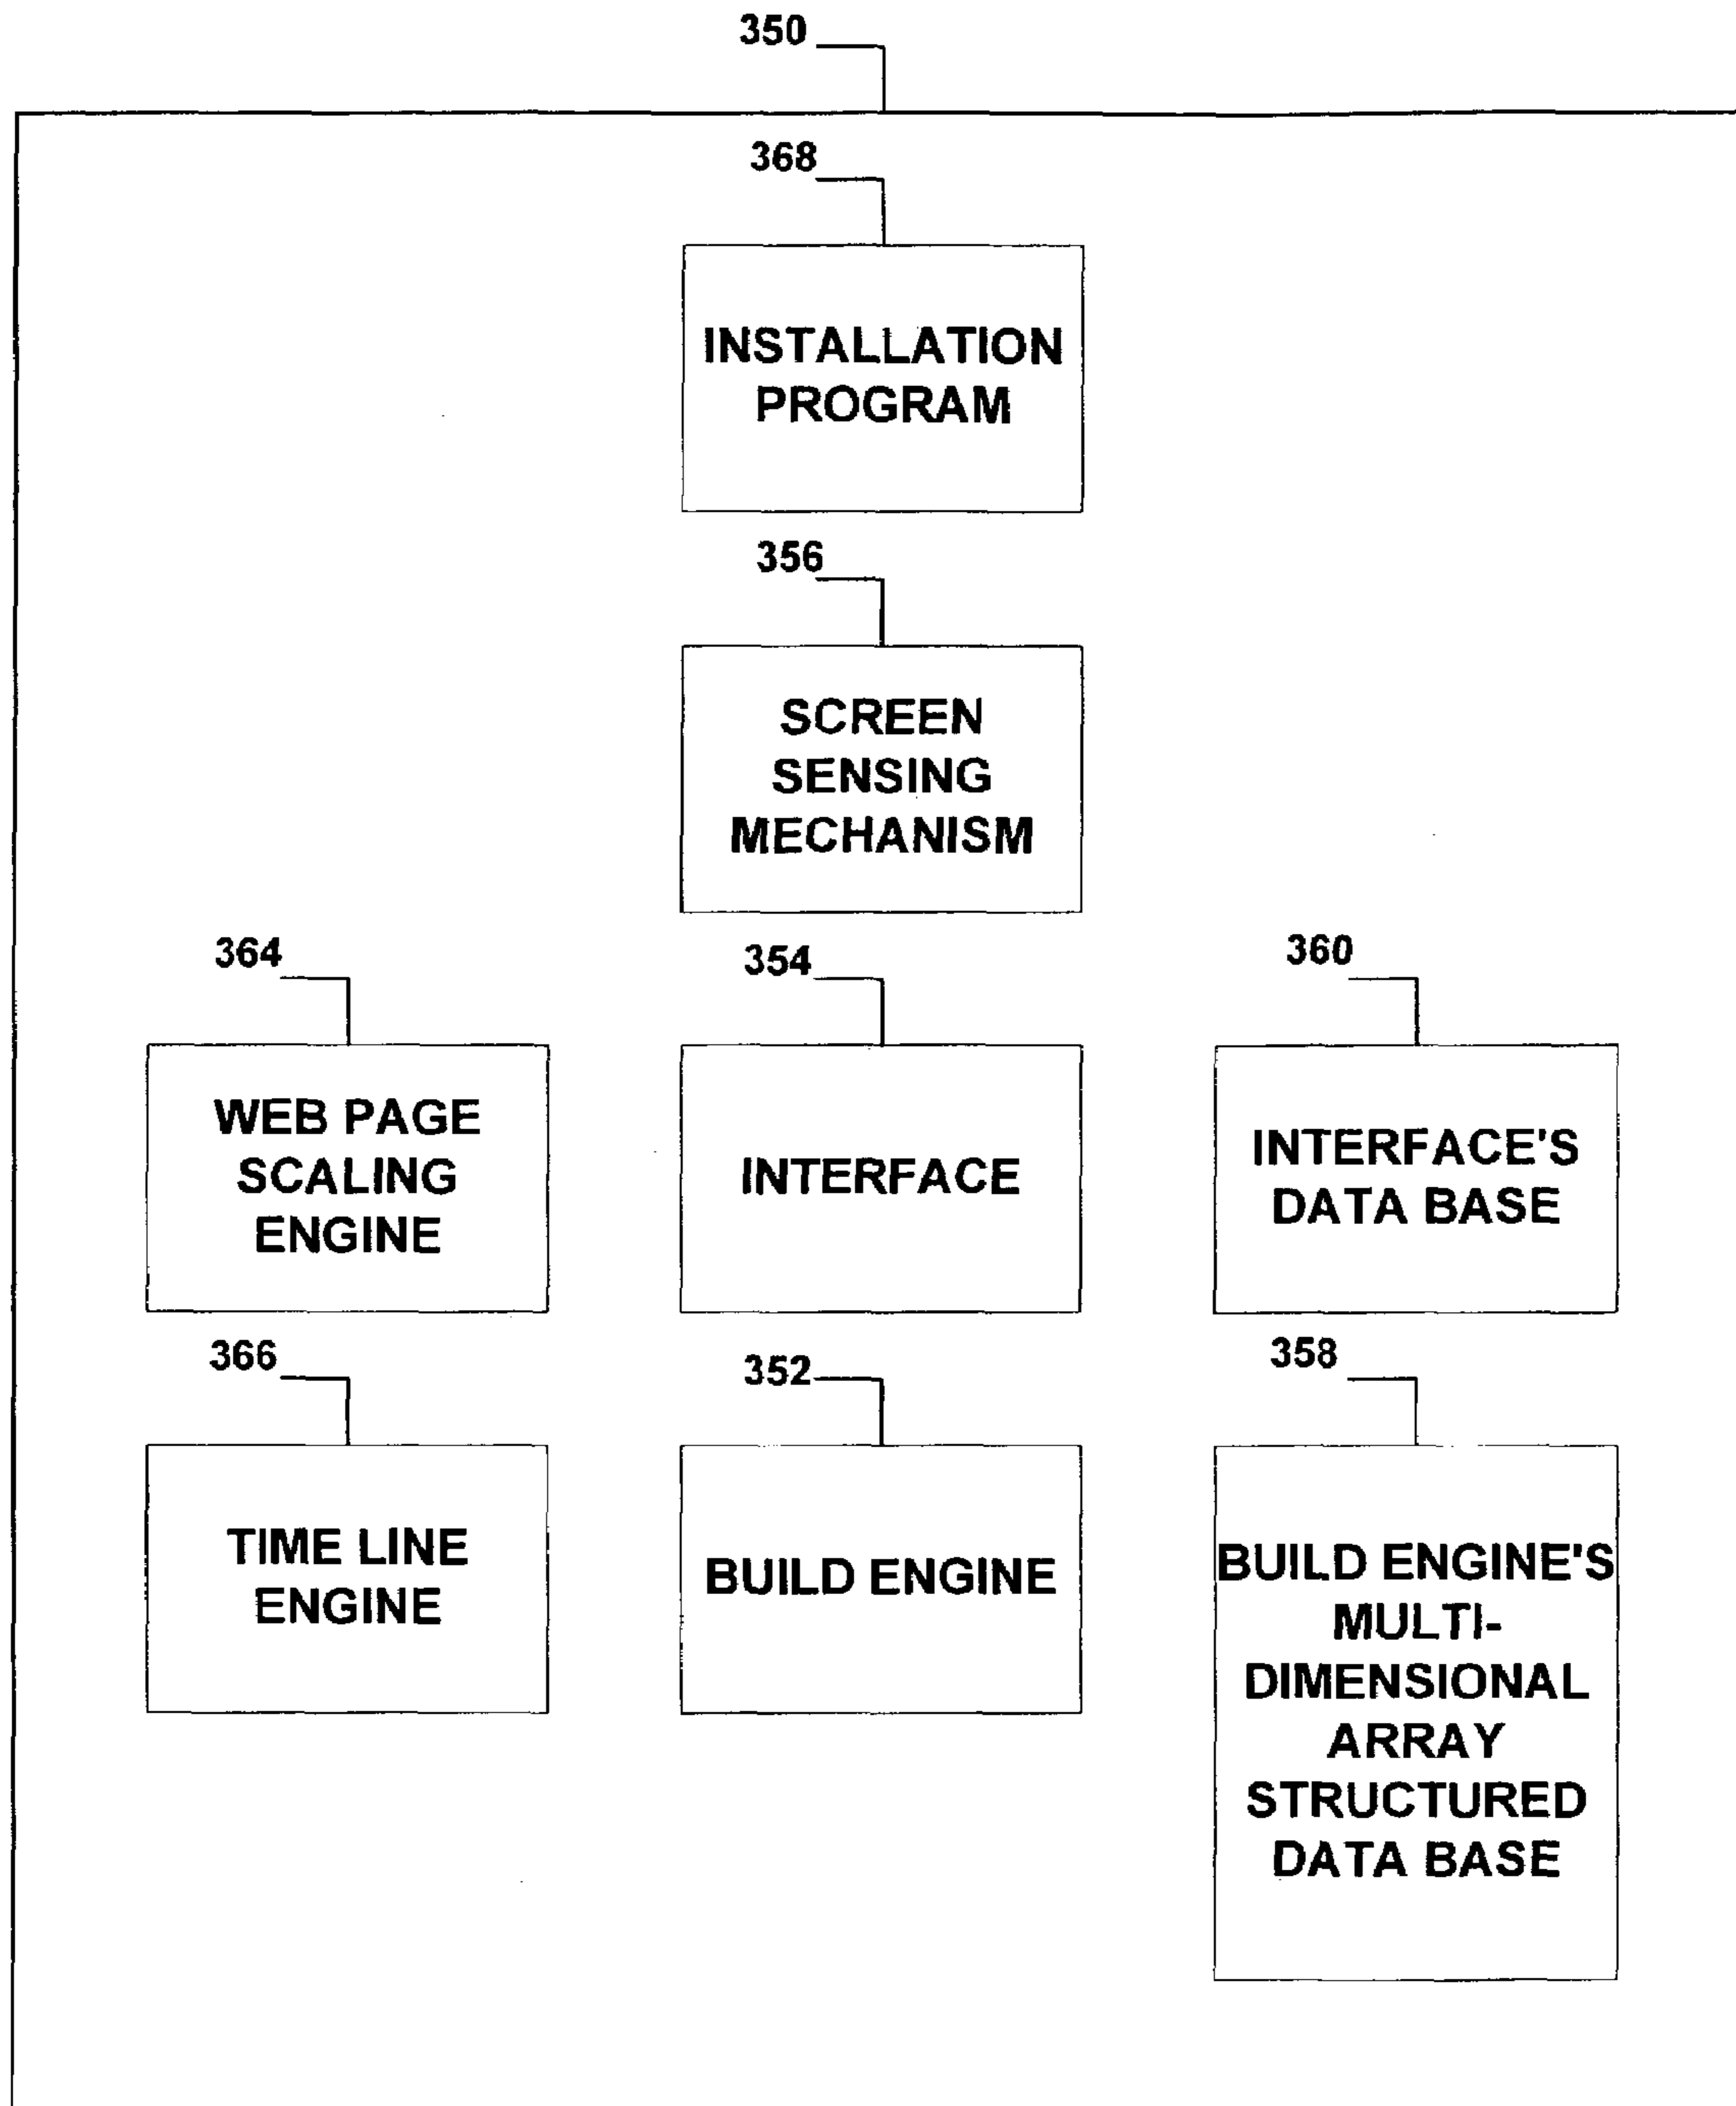 350
368
INSTALLATION
PROGRAM
356
SCREEN
SENSING
MECHANISM
364
WEB PAGE
SCALING
ENGINE
354
INTERFACE
360
INTERFACE'S
DATA BASE
366
TIME LINE
ENGINE
352
BUILD ENGINE
358
BUILD ENGINE'S
MULTI-
DIMENSIONAL
ARRAY
STRUCTURED
DATA BASE